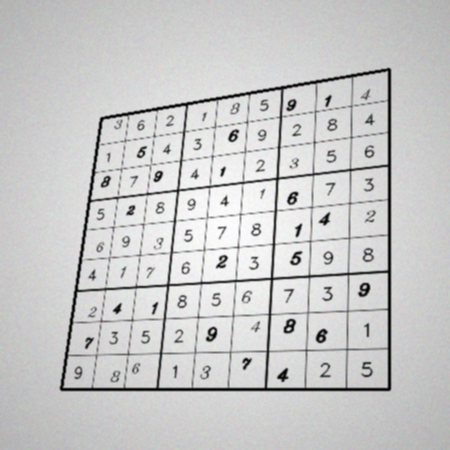 3 6 2 1 8 5 9 1 4
1 5 4 3 6 9 2 8 4
8 7 9 4 1 2 3 5 6
5 2 8 9 4 1 6 7 3
6 9 3 5 7 8 1 4 2
4 1 7 6 2 3 5 9 8
2 4 1 8 5 6 7 3 9
7 3 5 2 9 4 8 6 1
9 8 6 1 3 7 4 2 5